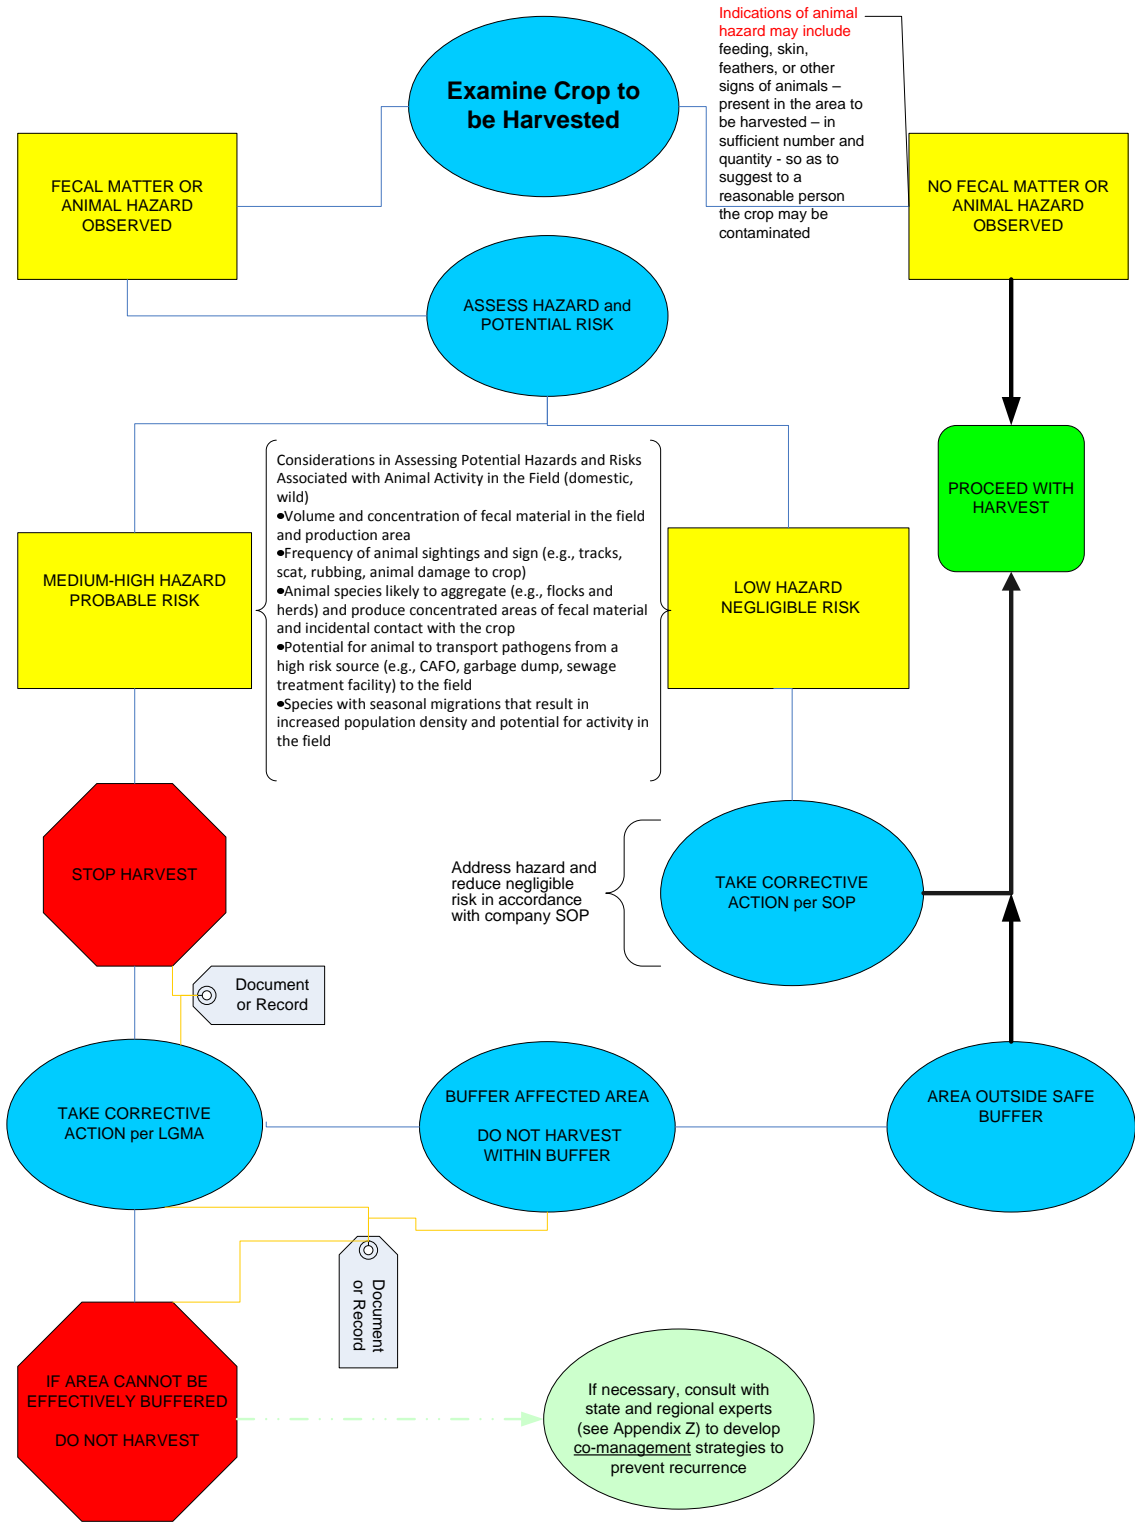 Indications of animal
hazard may include
feeding, skin,
feathers, or other
signs of animals –
present in the area to
be harvested – in
sufficient number and
quantity - so as to
suggest to a
reasonable person
the crop may be
contaminated
Examine Crop to
be Harvested
FECAL MATTER OR
ANIMAL HAZARD
OBSERVED
NO FECAL MATTER OR
ANIMAL HAZARD
OBSERVED
ASSESS HAZARD and
POTENTIAL RISK
Considerations in Assessing Potential Hazards and Risks
Associated with Animal Activity in the Field (domestic,
wild)
•Volume and concentration of fecal material in the field
and production area
•Frequency of animal sightings and sign (e.g., tracks,
scat, rubbing, animal damage to crop)
•Animal species likely to aggregate (e.g., flocks and
herds) and produce concentrated areas of fecal material
and incidental contact with the crop
•Potential for animal to transport pathogens from a
high risk source (e.g., CAFO, garbage dump, sewage
treatment facility) to the field
•Species with seasonal migrations that result in
increased population density and potential for activity in
the field
PROCEED WITH
HARVEST
MEDIUM-HIGH HAZARD
PROBABLE RISK
LOW HAZARD
NEGLIGIBLE RISK
STOP HARVEST
Address hazard and
reduce negligible
risk in accordance
with company SOP
TAKE CORRECTIVE
ACTION per SOP
Document
or Record
TAKE CORRECTIVE
ACTION per LGMA
BUFFER AFFECTED AREA
DO NOT HARVEST
WITHIN BUFFER
AREA OUTSIDE SAFE
BUFFER
Document
or Record
IF AREA CANNOT BE
EFFECTIVELY BUFFERED
DO NOT HARVEST
If necessary, consult with
state and regional experts
(see Appendix Z) to develop
co-management strategies to
prevent recurrence